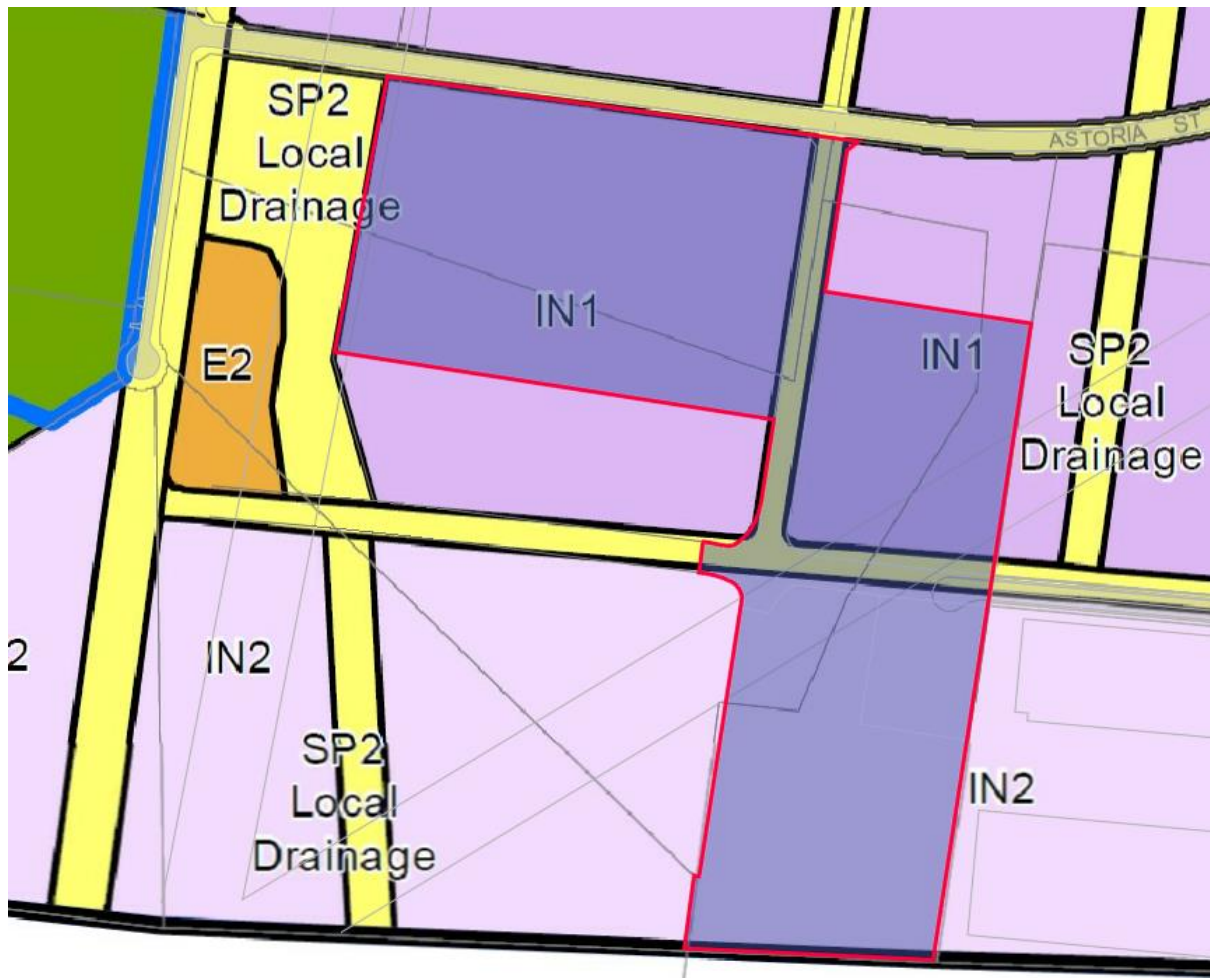 SP2
Local
Drainage
ASTORIA ST
IN1
IN1
E2
SP2
Local
Drainage
2
IN2
SP2
Local
Drainage
IN2